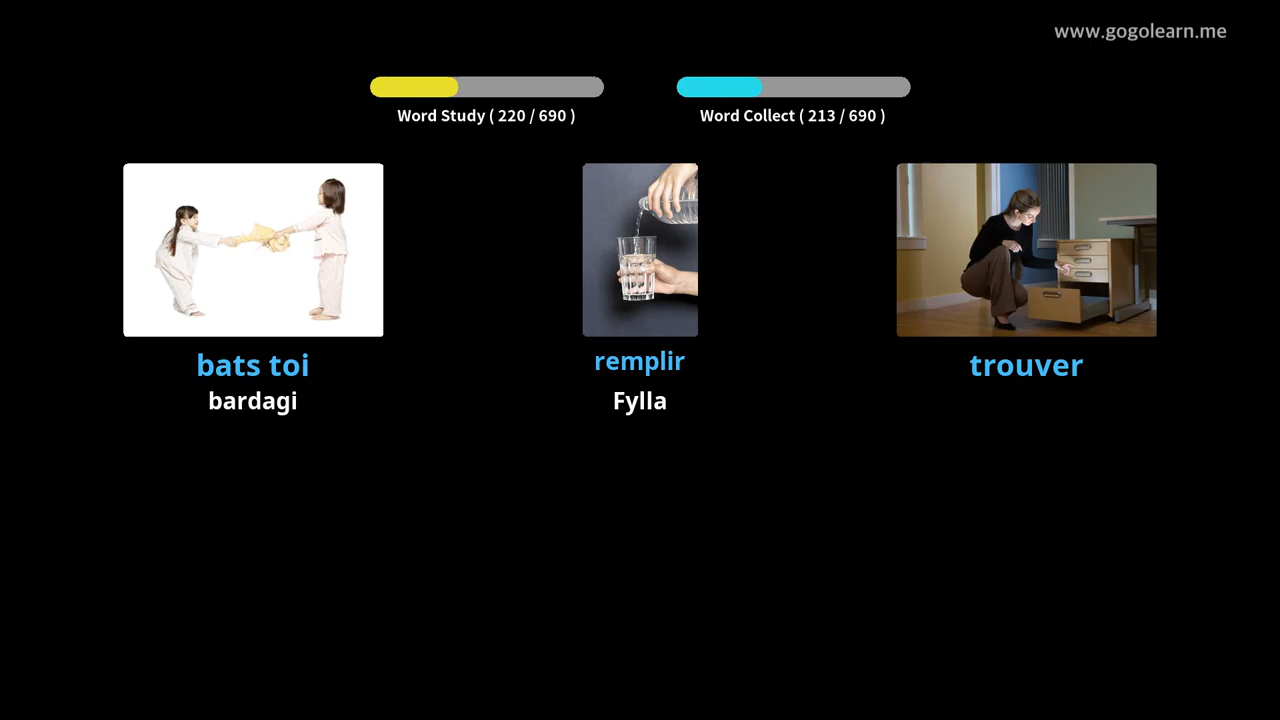 www.gogolearn.me
Word Study ( 220 / 690 )
Word Collect ( 213 / 690 )
bats toi
bardagi
remplir
Fylla
trouver